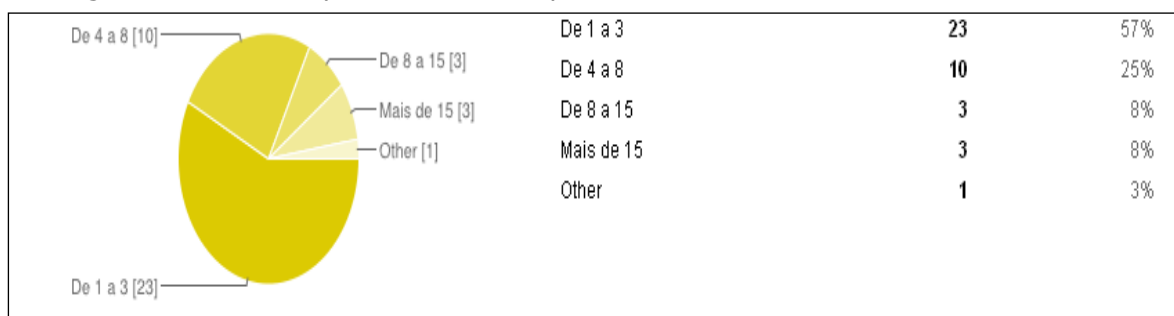 De 4 a 8 [10]
De 8 a 15 [3]
Mais de 15 [3]
Other [1]
De 1 a 3 [23]
De 1 a 3 23 57%
De 4 a 8 10 25%
De 8 a 15 3 8%
Mais de 15 3 8%
Other 1 3%